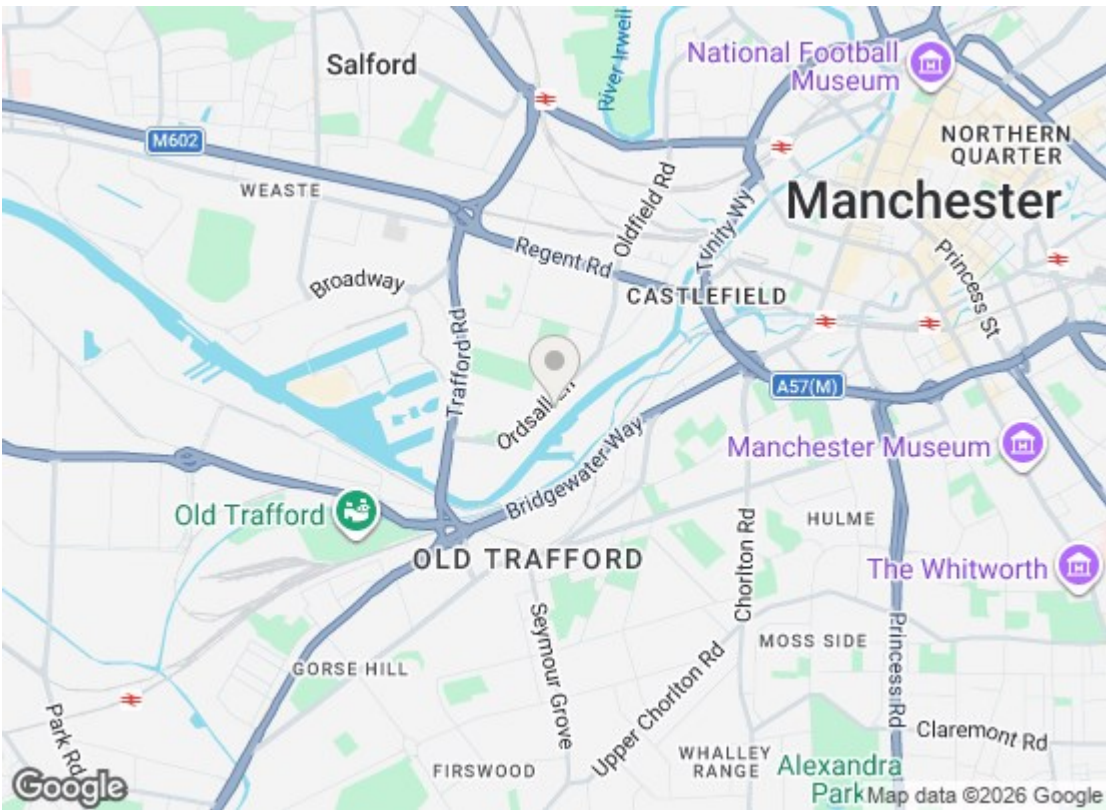 Salford
River Irwell
National Football
Museum
M602
NORTHERN
QUARTER
WEASTE
Oldfield Rd
Manchester
Trinity Wy
Regent Rd
Princess St
Broadway
CASTLEFIELD
Trafford Rd
A57(M)
Ordsall Ln
Bridgewater Way
Manchester Museum
Old Trafford
HULME
Chorlton Rd
OLD TRAFFORD
The Whitworth
Seymour Grove
Princess Rd
MOSS SIDE
GORSE HILL
Upper Chorlton Rd
Park Rd
Claremont Rd
WHALLEY
RANGE
FIRSWOOD
Alexandra
Park
Google
Map data ©2026 Google